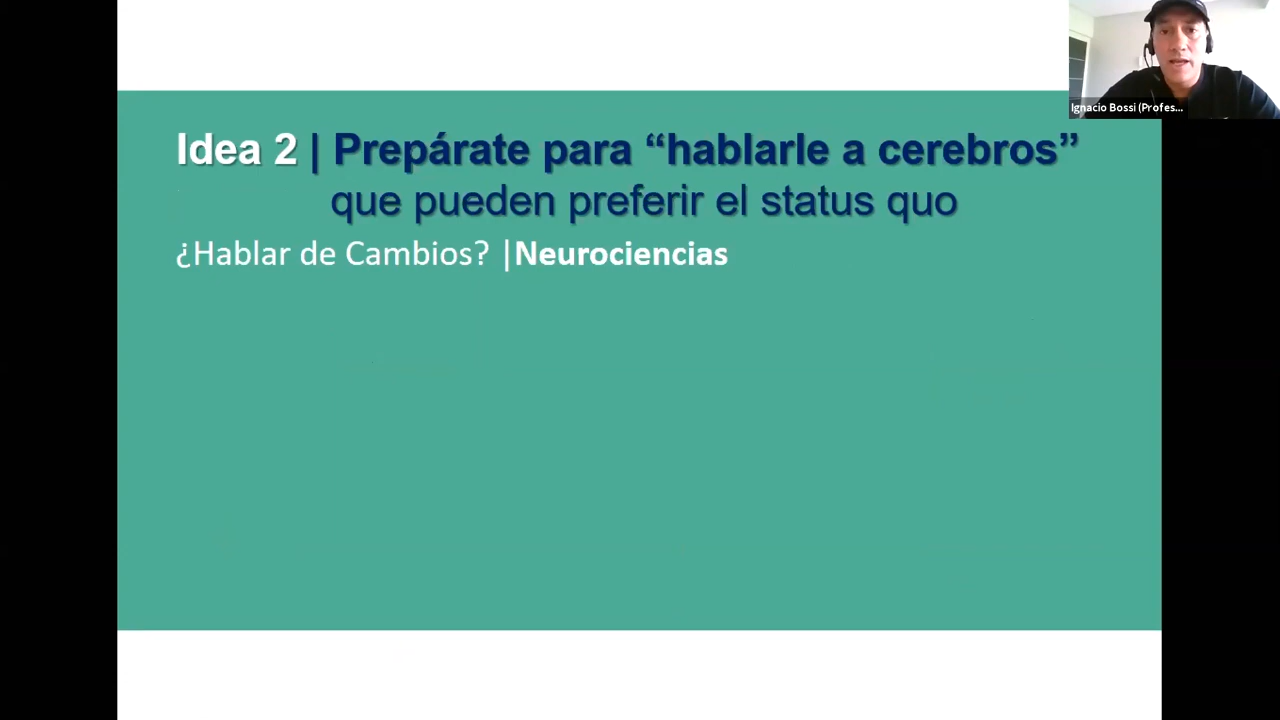 Ignacio Bossi (Profes...
Idea 2 | Prepárate para “hablarle a cerebros”
que pueden preferir el status quo
¿Hablar de Cambios? |Neurociencias